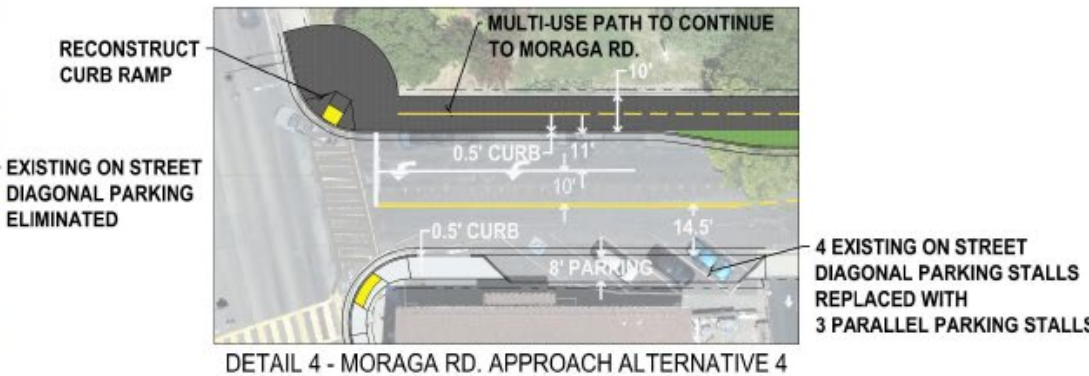 RECONSTRUCT
CURB RAMP
MULTI-USE PATH TO CONTINUE
TO MORAGA RD.
10'
EXISTING ON STREET
DIAGONAL PARKING
ELIMINATED
0.5' CURB
11'
10'
0.5' CURB
14.5'
8' PARKING
4 EXISTING ON STREET
DIAGONAL PARKING STALLS
REPLACED WITH
3 PARALLEL PARKING STALLS
DETAIL 4 - MORAGA RD. APPROACH ALTERNATIVE 4